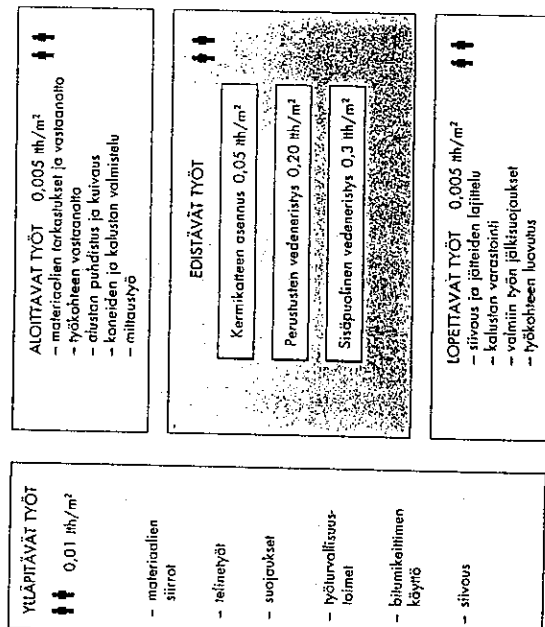 ALOITTAVAT TYÖT 0,005 tth/m²
– materiaalien tarkastukset ja vastaanotto
– työkohteen vastaanotto
– alustan puhdistus ja kuivaus
– koneiden ja kaluston valmistelu
– mittaustyö
EDISTÄVÄT TYÖT
Kermikatteen asennus 0,05 tth/m²
Perustusten vedeneristys 0,20 tth/m²
Sisäpuolinen vedeneristys 0,3 tth/m²
LOPETTAVAT TYÖT 0,005 tth/m²
– siivous ja jätteiden lajittelu
– kaluston varastointi
– valmiin työn jälkisuojaukset
– työkohteen luovutus
YLLÄPITÄVÄT TYÖT
0,01 tth/m²
– materiaalien
siirrot
– telinetyöt
– suojaukset
– työturvallisuus-
toimet
– bitumikeittimen
käyttö
– siivous